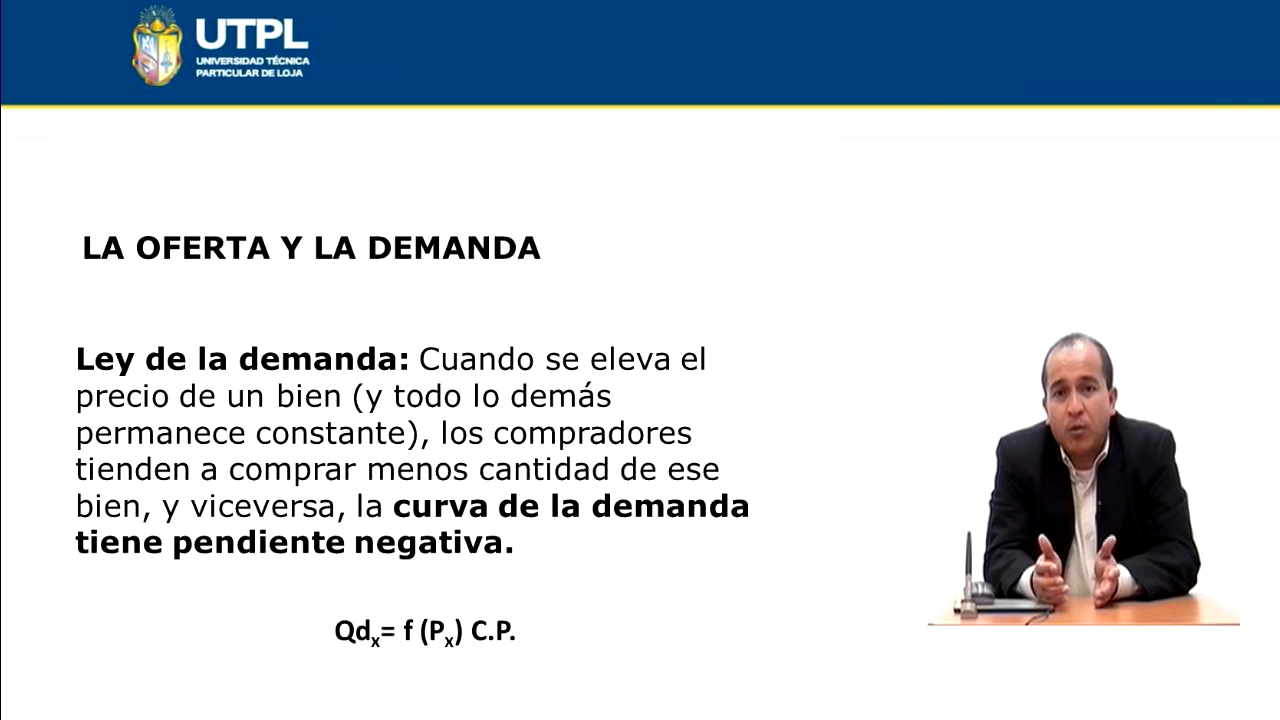 UTPL
UNIVERSIDAD TÉCNICA
PARTICULAR DE LOJA
LA OFERTA Y LA DEMANDA
Ley de la demanda: Cuando se eleva el
precio de un bien (y todo lo demás
permanece constante), los compradores
tienden a comprar menos cantidad de ese
bien, y viceversa, la curva de la demanda
tiene pendiente negativa.
Qdx= f (Px) C.P.